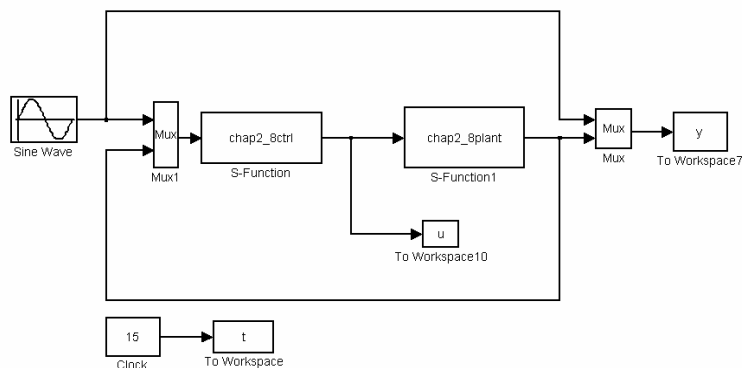 Sine Wave
Mux
Mux1
chap2_8ctrl
S-Function
chap2_8plant
S-Function1
Mux
Mux
y
To Workspace7
u
To Workspace10
15
Clock
t
To Workspace